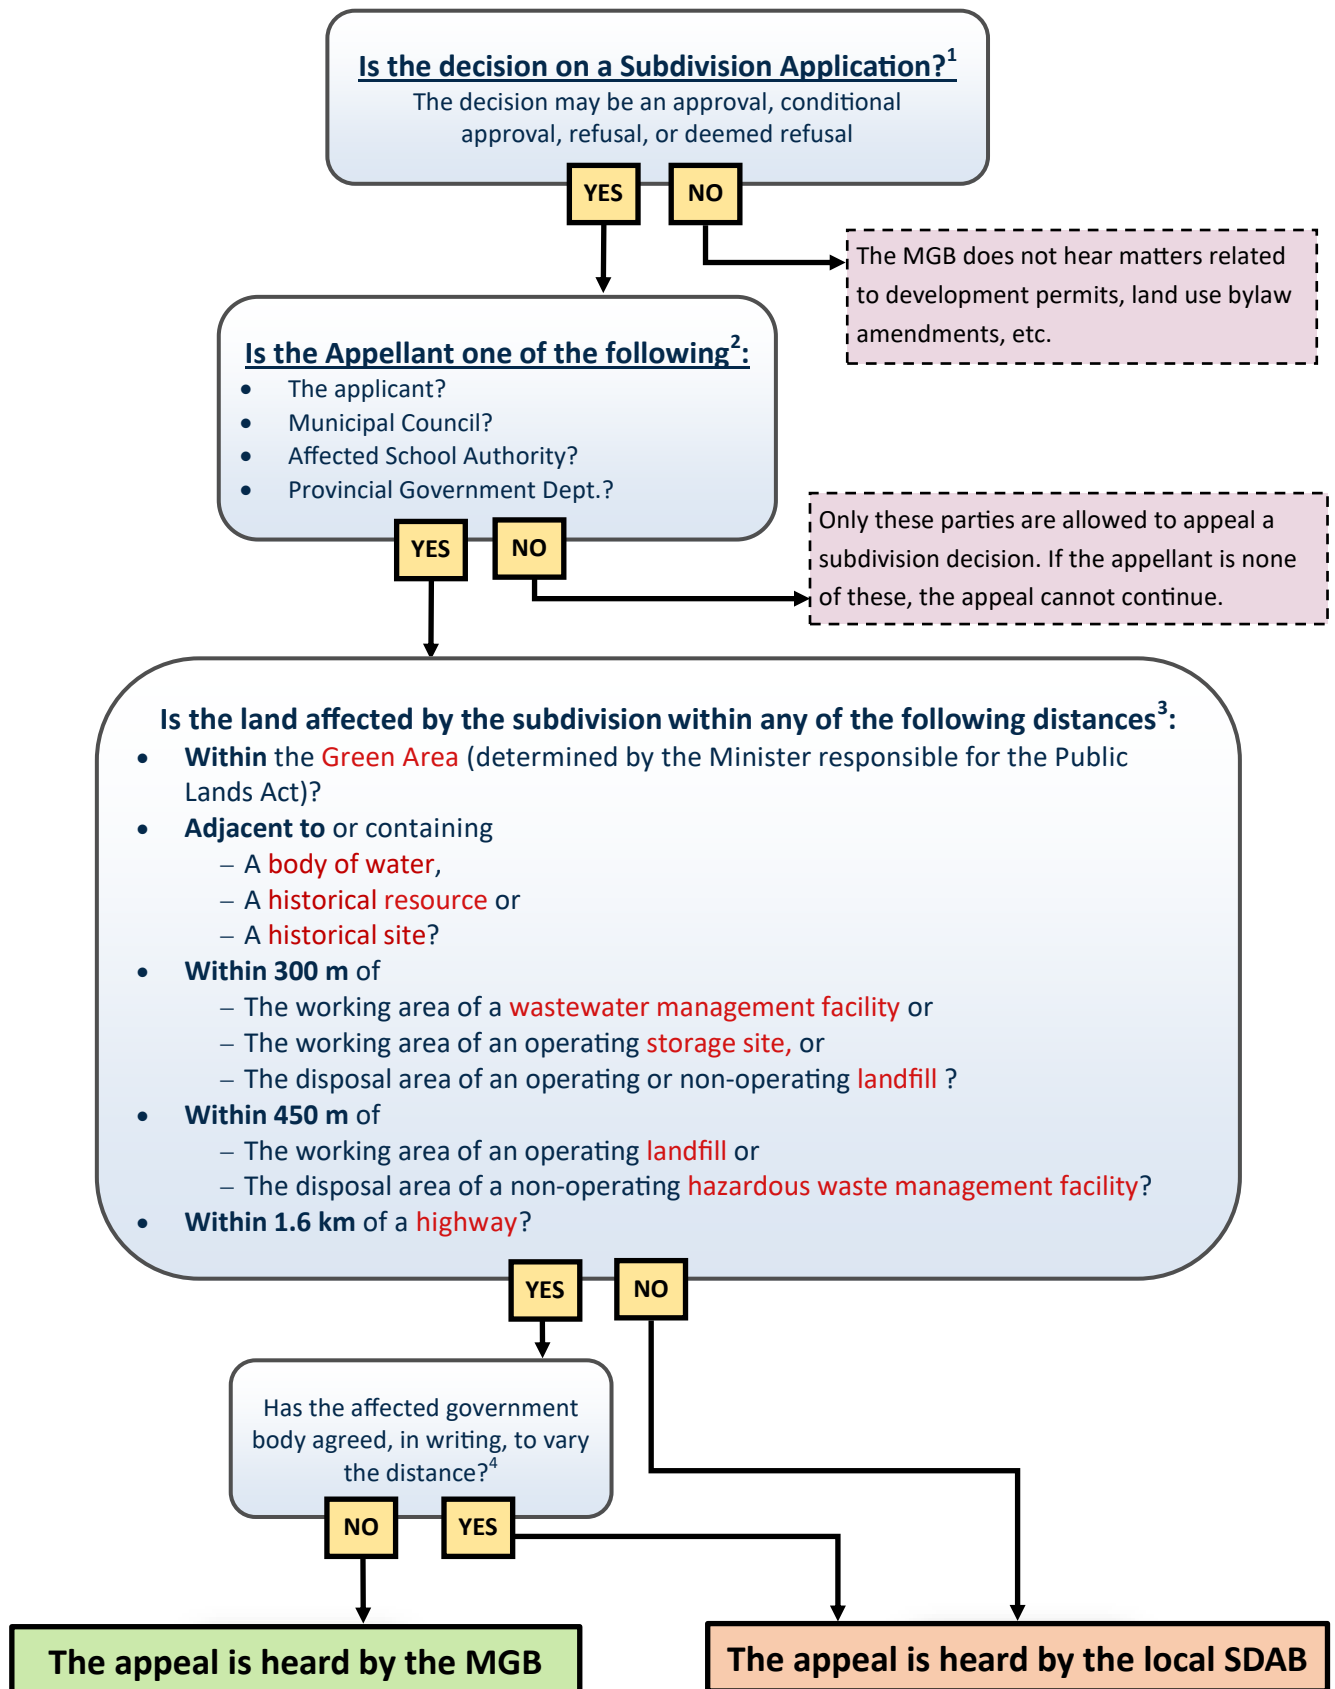 Is the decision on a Subdivision Application?1
The decision may be an approval, conditional
approval, refusal, or deemed refusal
YES
NO
The MGB does not hear matters related
to development permits, land use bylaw
amendments, etc.
Is the Appellant one of the following2:
• The applicant?
• Municipal Council?
• Affected School Authority?
• Provincial Government Dept.?
YES
NO
Only these parties are allowed to appeal a
subdivision decision. If the appellant is none
of these, the appeal cannot continue.
Is the land affected by the subdivision within any of the following distances3:
• Within the Green Area (determined by the Minister responsible for the Public
Lands Act)?
• Adjacent to or containing
– A body of water,
– A historical resource or
– A historical site?
• Within 300 m of
– The working area of a wastewater management facility or
– The working area of an operating storage site, or
– The disposal area of an operating or non-operating landfill ?
• Within 450 m of
– The working area of an operating landfill or
– The disposal area of a non-operating hazardous waste management facility?
• Within 1.6 km of a highway?
YES
NO
Has the affected government
body agreed, in writing, to vary
the distance?4
NO
YES
The appeal is heard by the MGB
The appeal is heard by the local SDAB